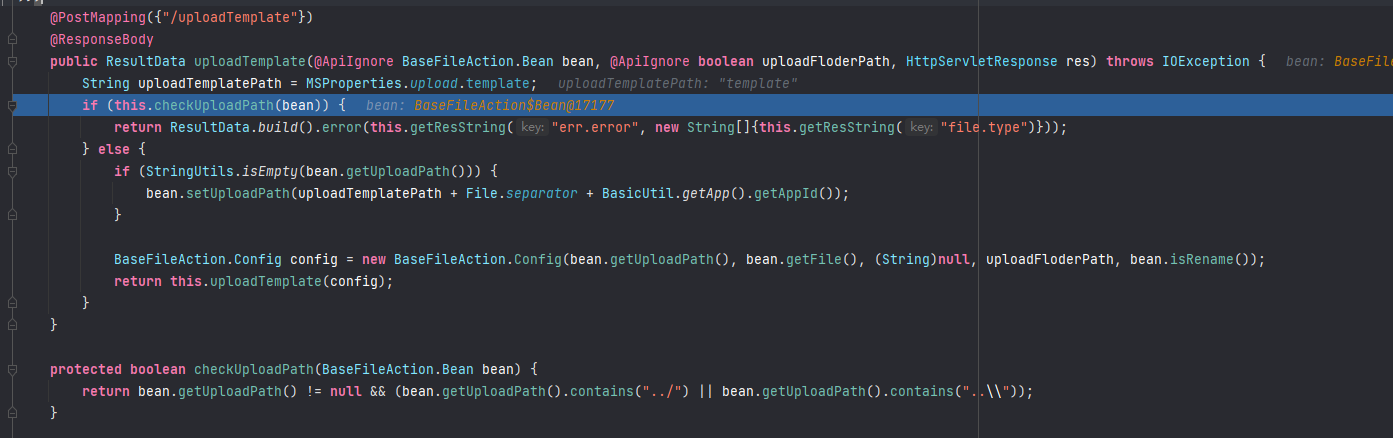 @PostMapping({"/uploadTemplate"})
@ResponseBody
public ResultData uploadTemplate(@ApiIgnore BaseFileAction.Bean bean, @ApiIgnore boolean uploadFloderPath, HttpServletResponse res) throws IOException {   bean: BaseFil
String uploadTemplatePath = MSProperties.upload.template;   uploadTemplatePath: "template"
if (this.checkUploadPath(bean)) {   bean: BaseFileAction$Bean@17177
return ResultData.build().error(this.getResString( key: "err.error", new String[]{this.getResString( key: "file.type")}));
} else {
if (StringUtils.isEmpty(bean.getUploadPath())) {
bean.setUploadPath(uploadTemplatePath + File.separator + BasicUtil.getApp().getAppId());
}
BaseFileAction.Config config = new BaseFileAction.Config(bean.getUploadPath(), bean.getFile(), (String)null, uploadFloderPath, bean.isRename());
return this.uploadTemplate(config);
}
}
protected boolean checkUploadPath(BaseFileAction.Bean bean) {
return bean.getUploadPath() != null && (bean.getUploadPath().contains("../") || bean.getUploadPath().contains("..\\"));
}